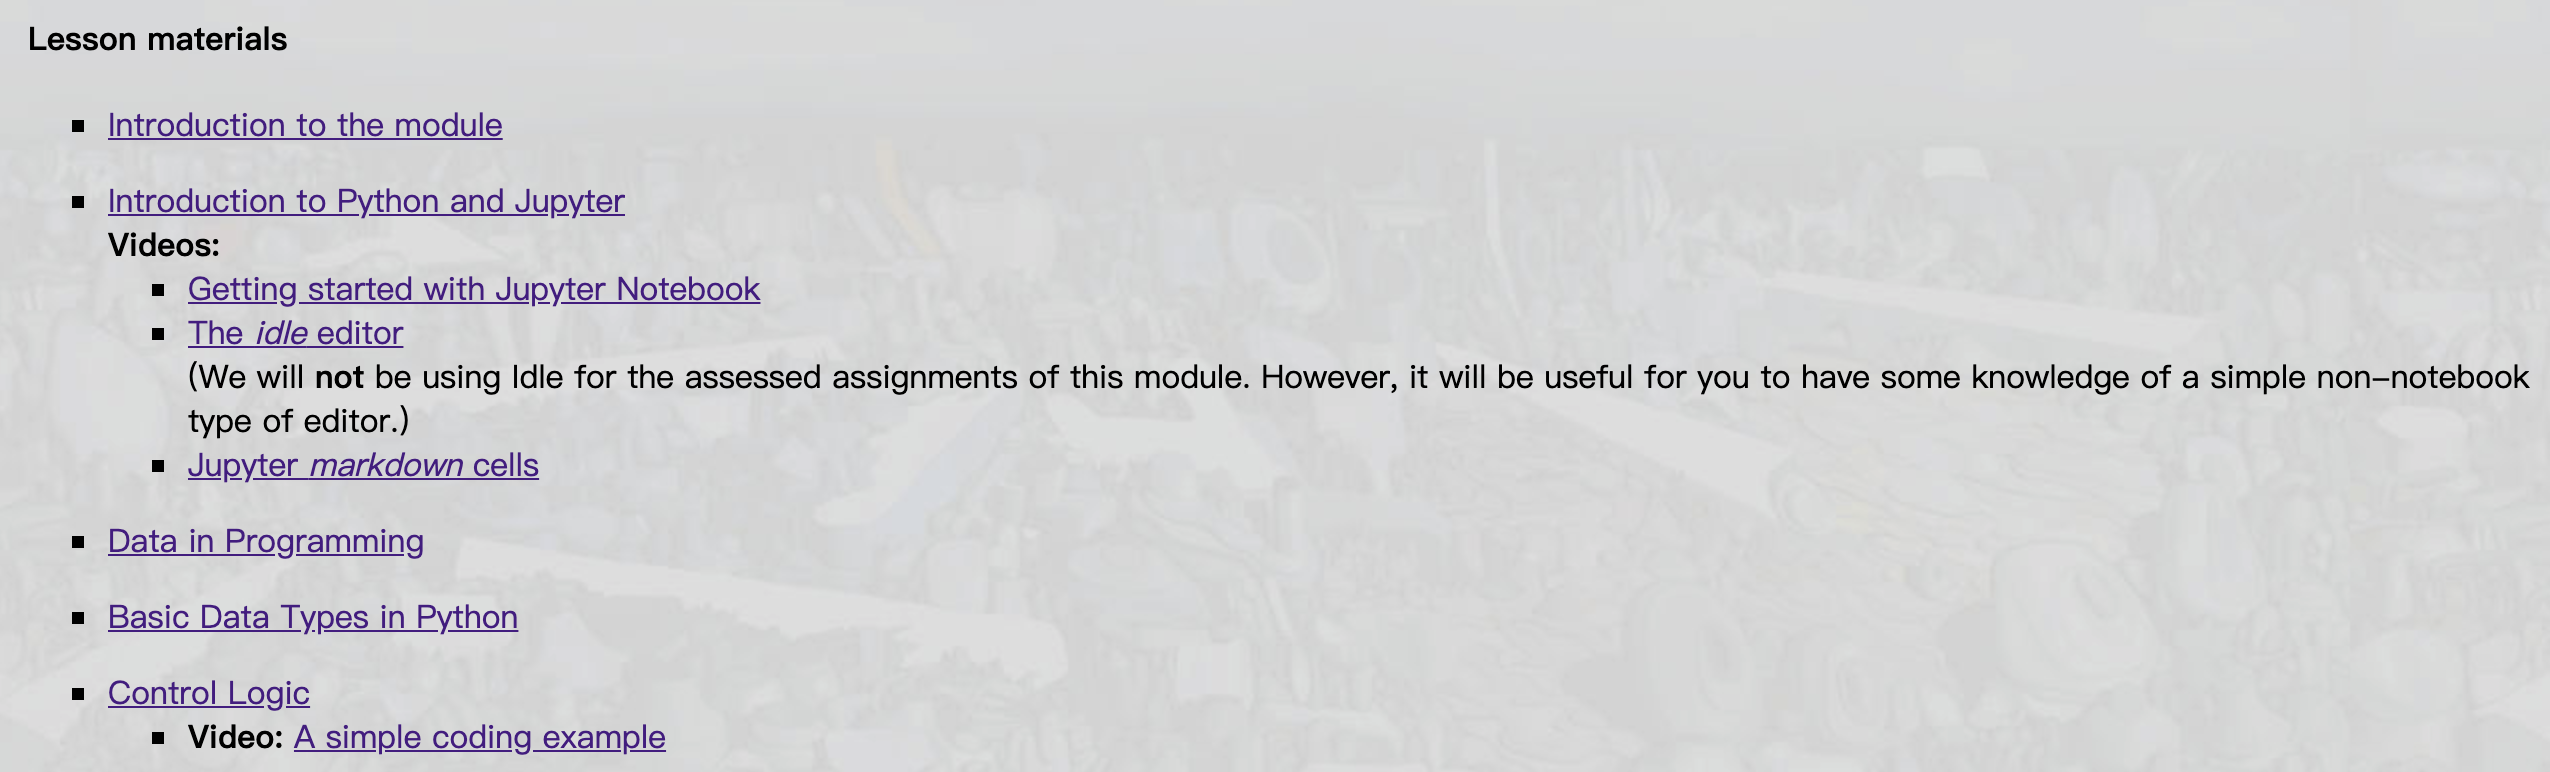 Lesson materials
Introduction to the module
Introduction to Python and Jupyter
Videos:
Getting started with Jupyter Notebook
The idle editor
(We will not be using Idle for the assessed assignments of this module. However, it will be useful for you to have some knowledge of a simple non–notebook
type of editor.)
Jupyter markdown cells
Data in Programming
Basic Data Types in Python
Control Logic
Video: A simple coding example